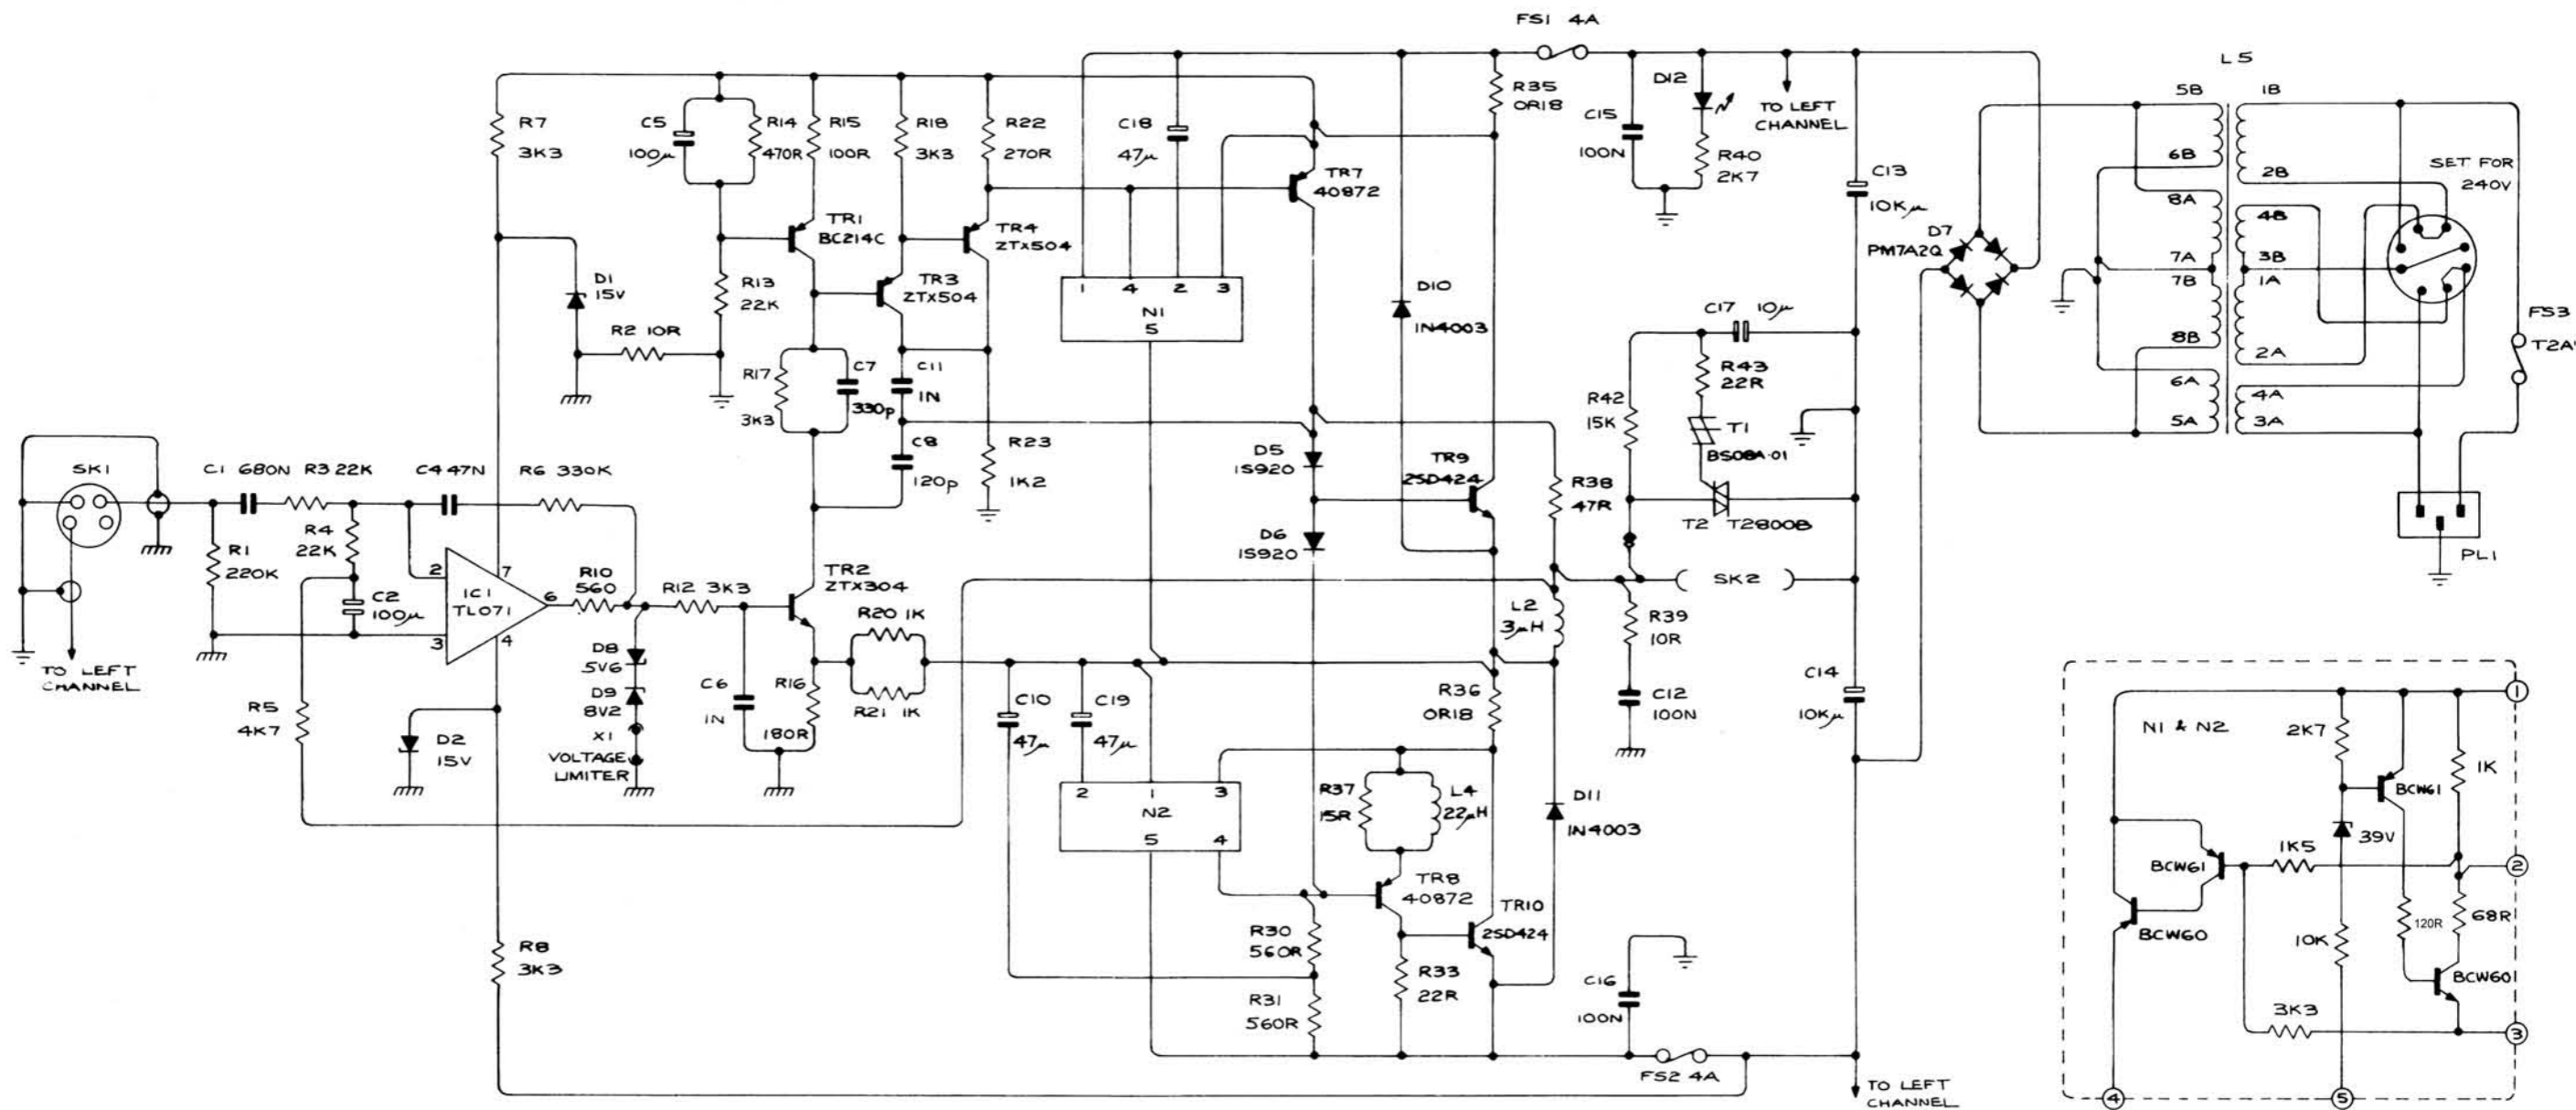 FS1 4A
L5
5B
1B
6B
2B
8A
4B
7A
3B
7B
1A
8B
2A
6A
4A
5A
3A
SET FOR
240V
FS3
T2A
PL1
R7
3K3
C5
100µ
R14
470R
R15
100R
R18
3K3
R22
270R
C18
47µ
R35
0R18
C15
100N
D12
R40
2K7
TO LEFT
CHANNEL
C13
10Kµ
D7
PM7A2Q
TR7
40872
TR1
BC214C
TR4
ZTX504
TR3
ZTX504
D1
15V
R2 10R
R13
22K
1
4
2
3
N1
5
D10
1N4003
C17 10µ
R43
22R
R42
15K
T1
BS08A·01
T2 T2800B
R17
3K3
C7
330p
C11
1N
C8
120p
R23
1K2
D5
1S920
D6
1S920
TR9
2SD424
R38
47R
SK1
C1 680N
R3 22K
C4 47N
R6 330K
R1
220K
R4
22K
C2
100µ
2
7
IC1
TL071
6
3
4
R10
560
R12 3K3
TR2
ZTX304
R20 1K
R21 1K
L2
3µH
SK2
R39
10R
C12
100N
C14
10Kµ
TO LEFT
CHANNEL
R5
4K7
D2
15V
D8
5V6
D9
8V2
X1
VOLTAGE
LIMITER
C6
1N
R16
180R
C10
47µ
C19
47µ
R36
0R18
2
1
3
N2
5
4
R37
15R
L4
22µH
D11
1N4003
TR8
40872
TR10
2SD424
R30
560R
R31
560R
R33
22R
R8
3K3
C16
100N
FS2 4A
TO LEFT
CHANNEL
N1 & N2
2K7
1
BCW61
1K
39V
1K5
BCW61
2
BCW60
10K
120R
68R
BCW60
3K3
3
4
5